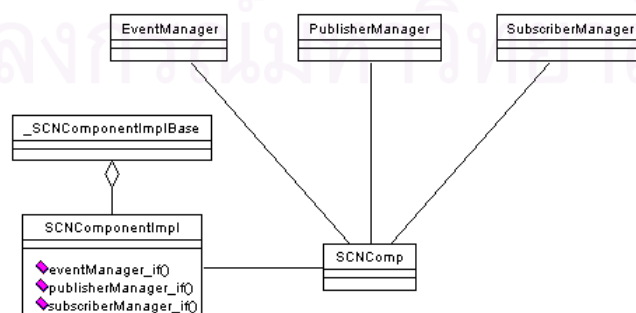 EventManager
PublisherManager
SubscriberManager
_SCNComponentImplBase
SCNComponentImpl
eventManager_if()
publisherManager_if()
subscriberManager_if()
SCNComp